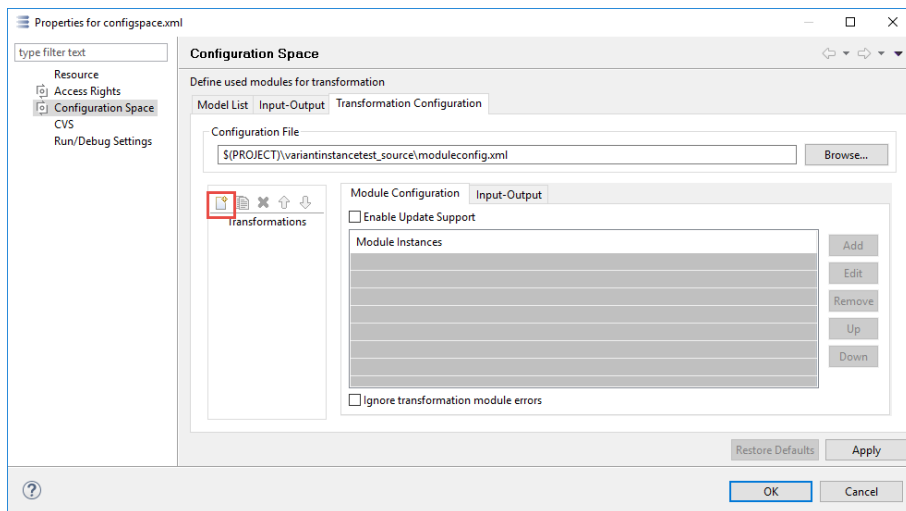 Properties for configspace.xml
type filter text
Resource
Access Rights
Configuration Space
CVS
Run/Debug Settings
Configuration Space
Define used modules for transformation
Model List Input-Output Transformation Configuration
Configuration File
$(PROJECT)\variantinstancetest_source\moduleconfig.xml Browse...
Transformations
Module Configuration Input-Output
Enable Update Support
Module Instances
Add
Edit
Remove
Up
Down
Ignore transformation module errors
Restore Defaults Apply
OK Cancel